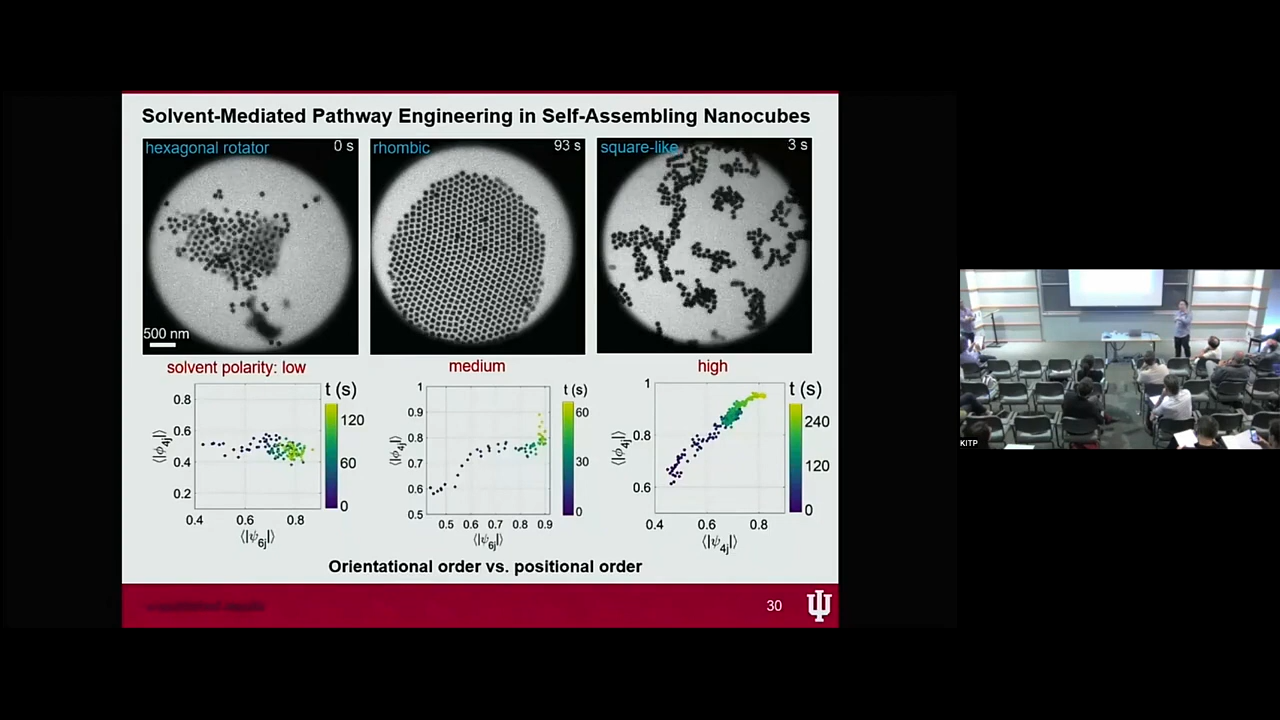 Solvent-Mediated Pathway Engineering in Self-Assembling Nanocubes
hexagonal rotator
0 s
rhombic
93 s
square-like
3 s
500 nm
solvent polarity: low
medium
high
t (s)
t (s)
t (s)
0.8
0.6
0.4
0.2
⟨|ϕ4j|⟩
0.4
0.6
0.8
⟨|ψ6j|⟩
120
60
0
1
0.9
0.8
0.7
0.6
0.5
⟨|ϕ4j|⟩
0.5
0.6
0.7
0.8
0.9
⟨|ψ6j|⟩
60
30
0
1
0.8
0.6
⟨|ϕ4j|⟩
0.4
0.6
0.8
⟨|ψ4j|⟩
240
120
0
Orientational order vs. positional order
30
KITP